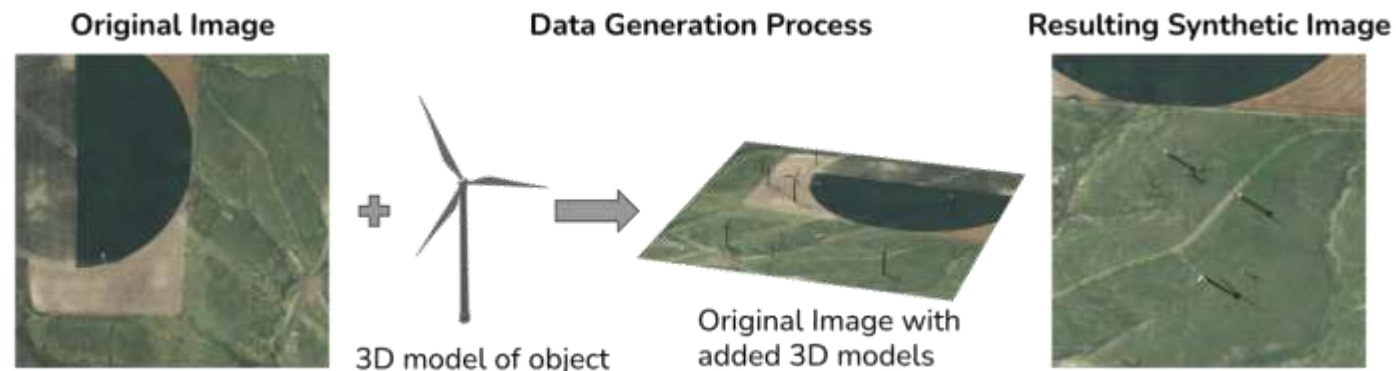 Original Image
Data Generation Process
Resulting Synthetic Image
3D model of object
Original Image with
added 3D models